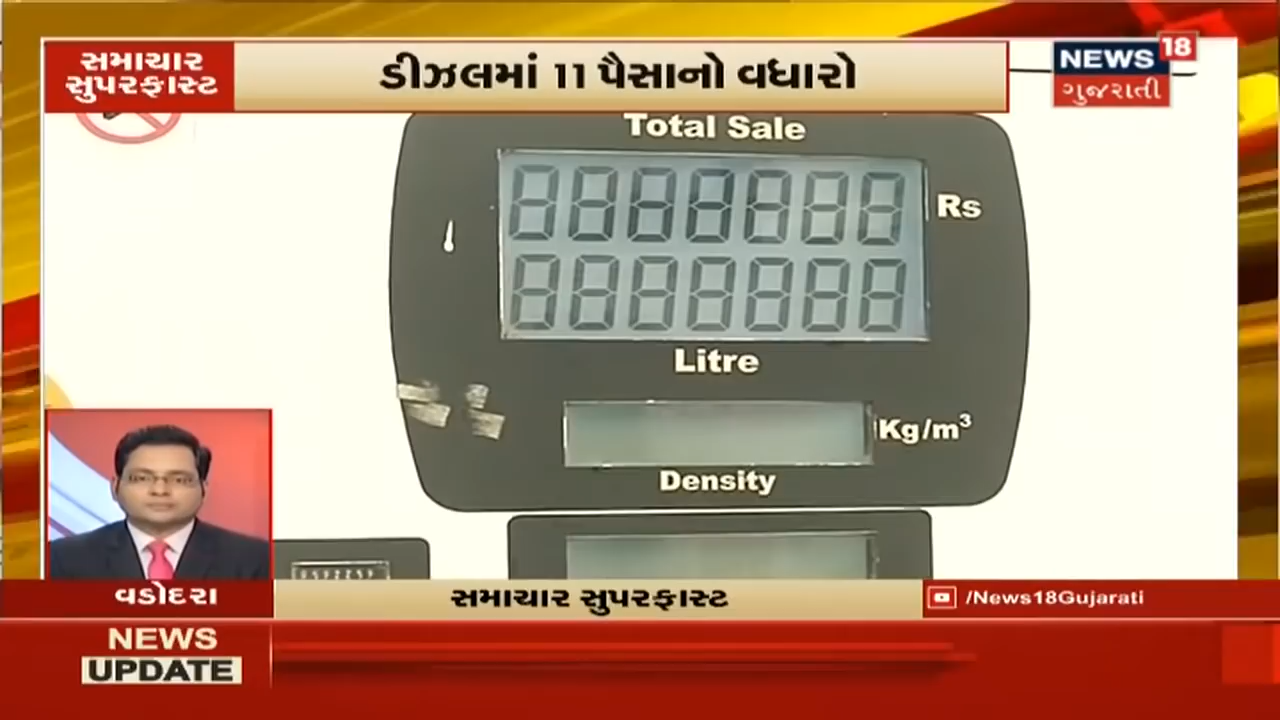 સમાચાર
સુપરફાસ્ટ
ડીઝલમાં 11 પૈસાનો વધારો
NEWS 18
ગુજરાતી
Total Sale
Rs
Litre
Kg/m³
Density
વડોદરા
સમાચાર સુપરફાસ્ટ
/News18Gujarati
NEWS
UPDATE